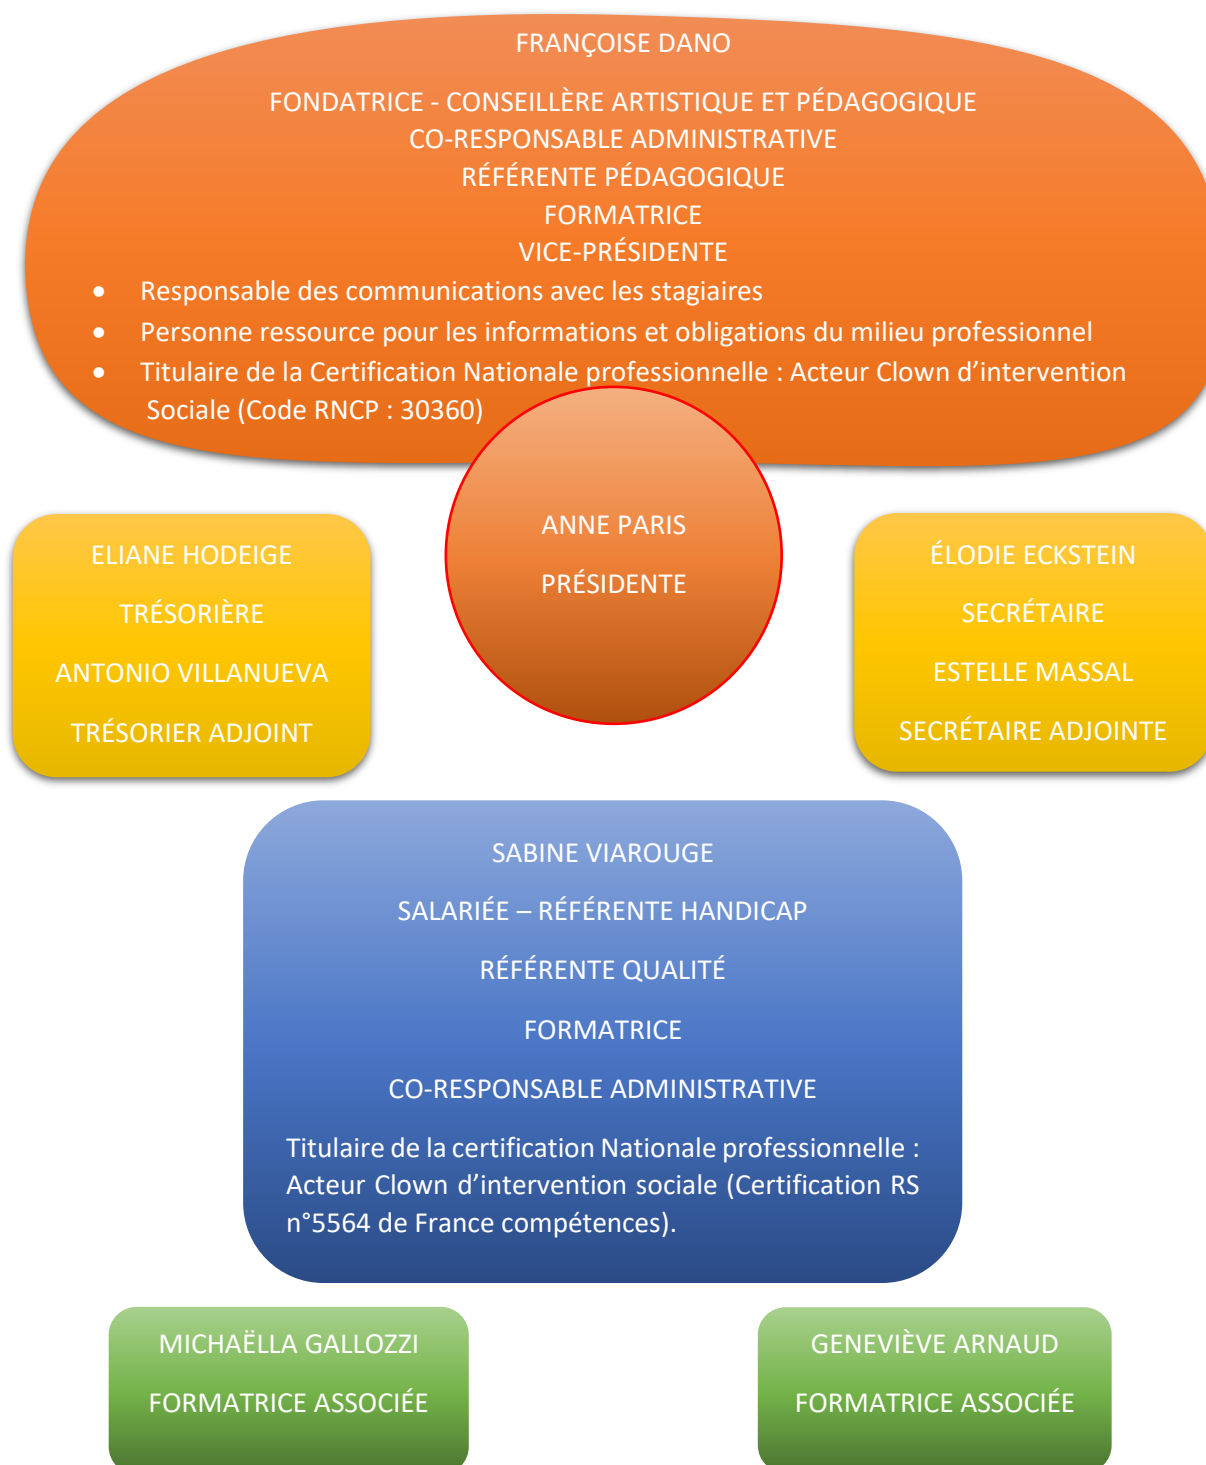 FRANÇOISE DANO
FONDATRICE - CONSEILLÈRE ARTISTIQUE ET PÉDAGOGIQUE
CO-RESPONSABLE ADMINISTRATIVE
RÉFÉRENTE PÉDAGOGIQUE
FORMATRICE
VICE-PRÉSIDENTE
• Responsable des communications avec les stagiaires
• Personne ressource pour les informations et obligations du milieu professionnel
• Titulaire de la Certification Nationale professionnelle : Acteur Clown d’intervention
Sociale (Code RNCP : 30360)
ANNE PARIS
PRÉSIDENTE
ELIANE HODEIGE
TRÉSORIÈRE
ANTONIO VILLANUEVA
TRÉSORIER ADJOINT
ÉLODIE ECKSTEIN
SECRÉTAIRE
ESTELLE MASSAL
SECRÉTAIRE ADJOINTE
SABINE VIAROUGE
SALARIÉE – RÉFÉRENTE HANDICAP
RÉFÉRENTE QUALITÉ
FORMATRICE
CO-RESPONSABLE ADMINISTRATIVE
Titulaire de la certification Nationale professionnelle :
Acteur Clown d’intervention sociale (Certification RS
n°5564 de France compétences).
MICHAËLLA GALLOZZI
FORMATRICE ASSOCIÉE
GENEVIÈVE ARNAUD
FORMATRICE ASSOCIÉE